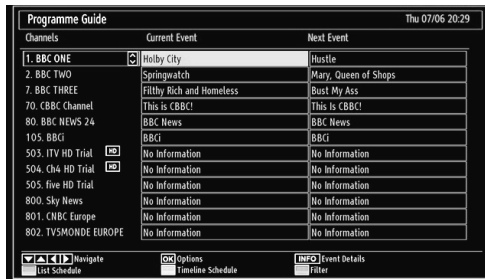 Programme Guide Thu 07/06 20:29
Channels Current Event Next Event
1. BBC ONE Holby City Hustle
2. BBC TWO Springwatch Mary, Queen of Shops
7. BBC THREE Filthy Rich and Homeless Bust My Ass
70. CBBC Channel This is CBBC! This Is CBBC!
80. BBC NEWS 24 BBC News BBC News
105. BBCi BBCi BBCi
503. ITV HD Trial HD No Information No Information
504. Ch4 HD Trial HD No Information No Information
505. five HD Trial No Information No Information
800. Sky News No Information No Information
801. CNBC Europe No Information No Information
802. TV5MONDE EUROPE No Information No Information
Navigate OK Options INFO Event Details
List Schedule Timeline Schedule Filter